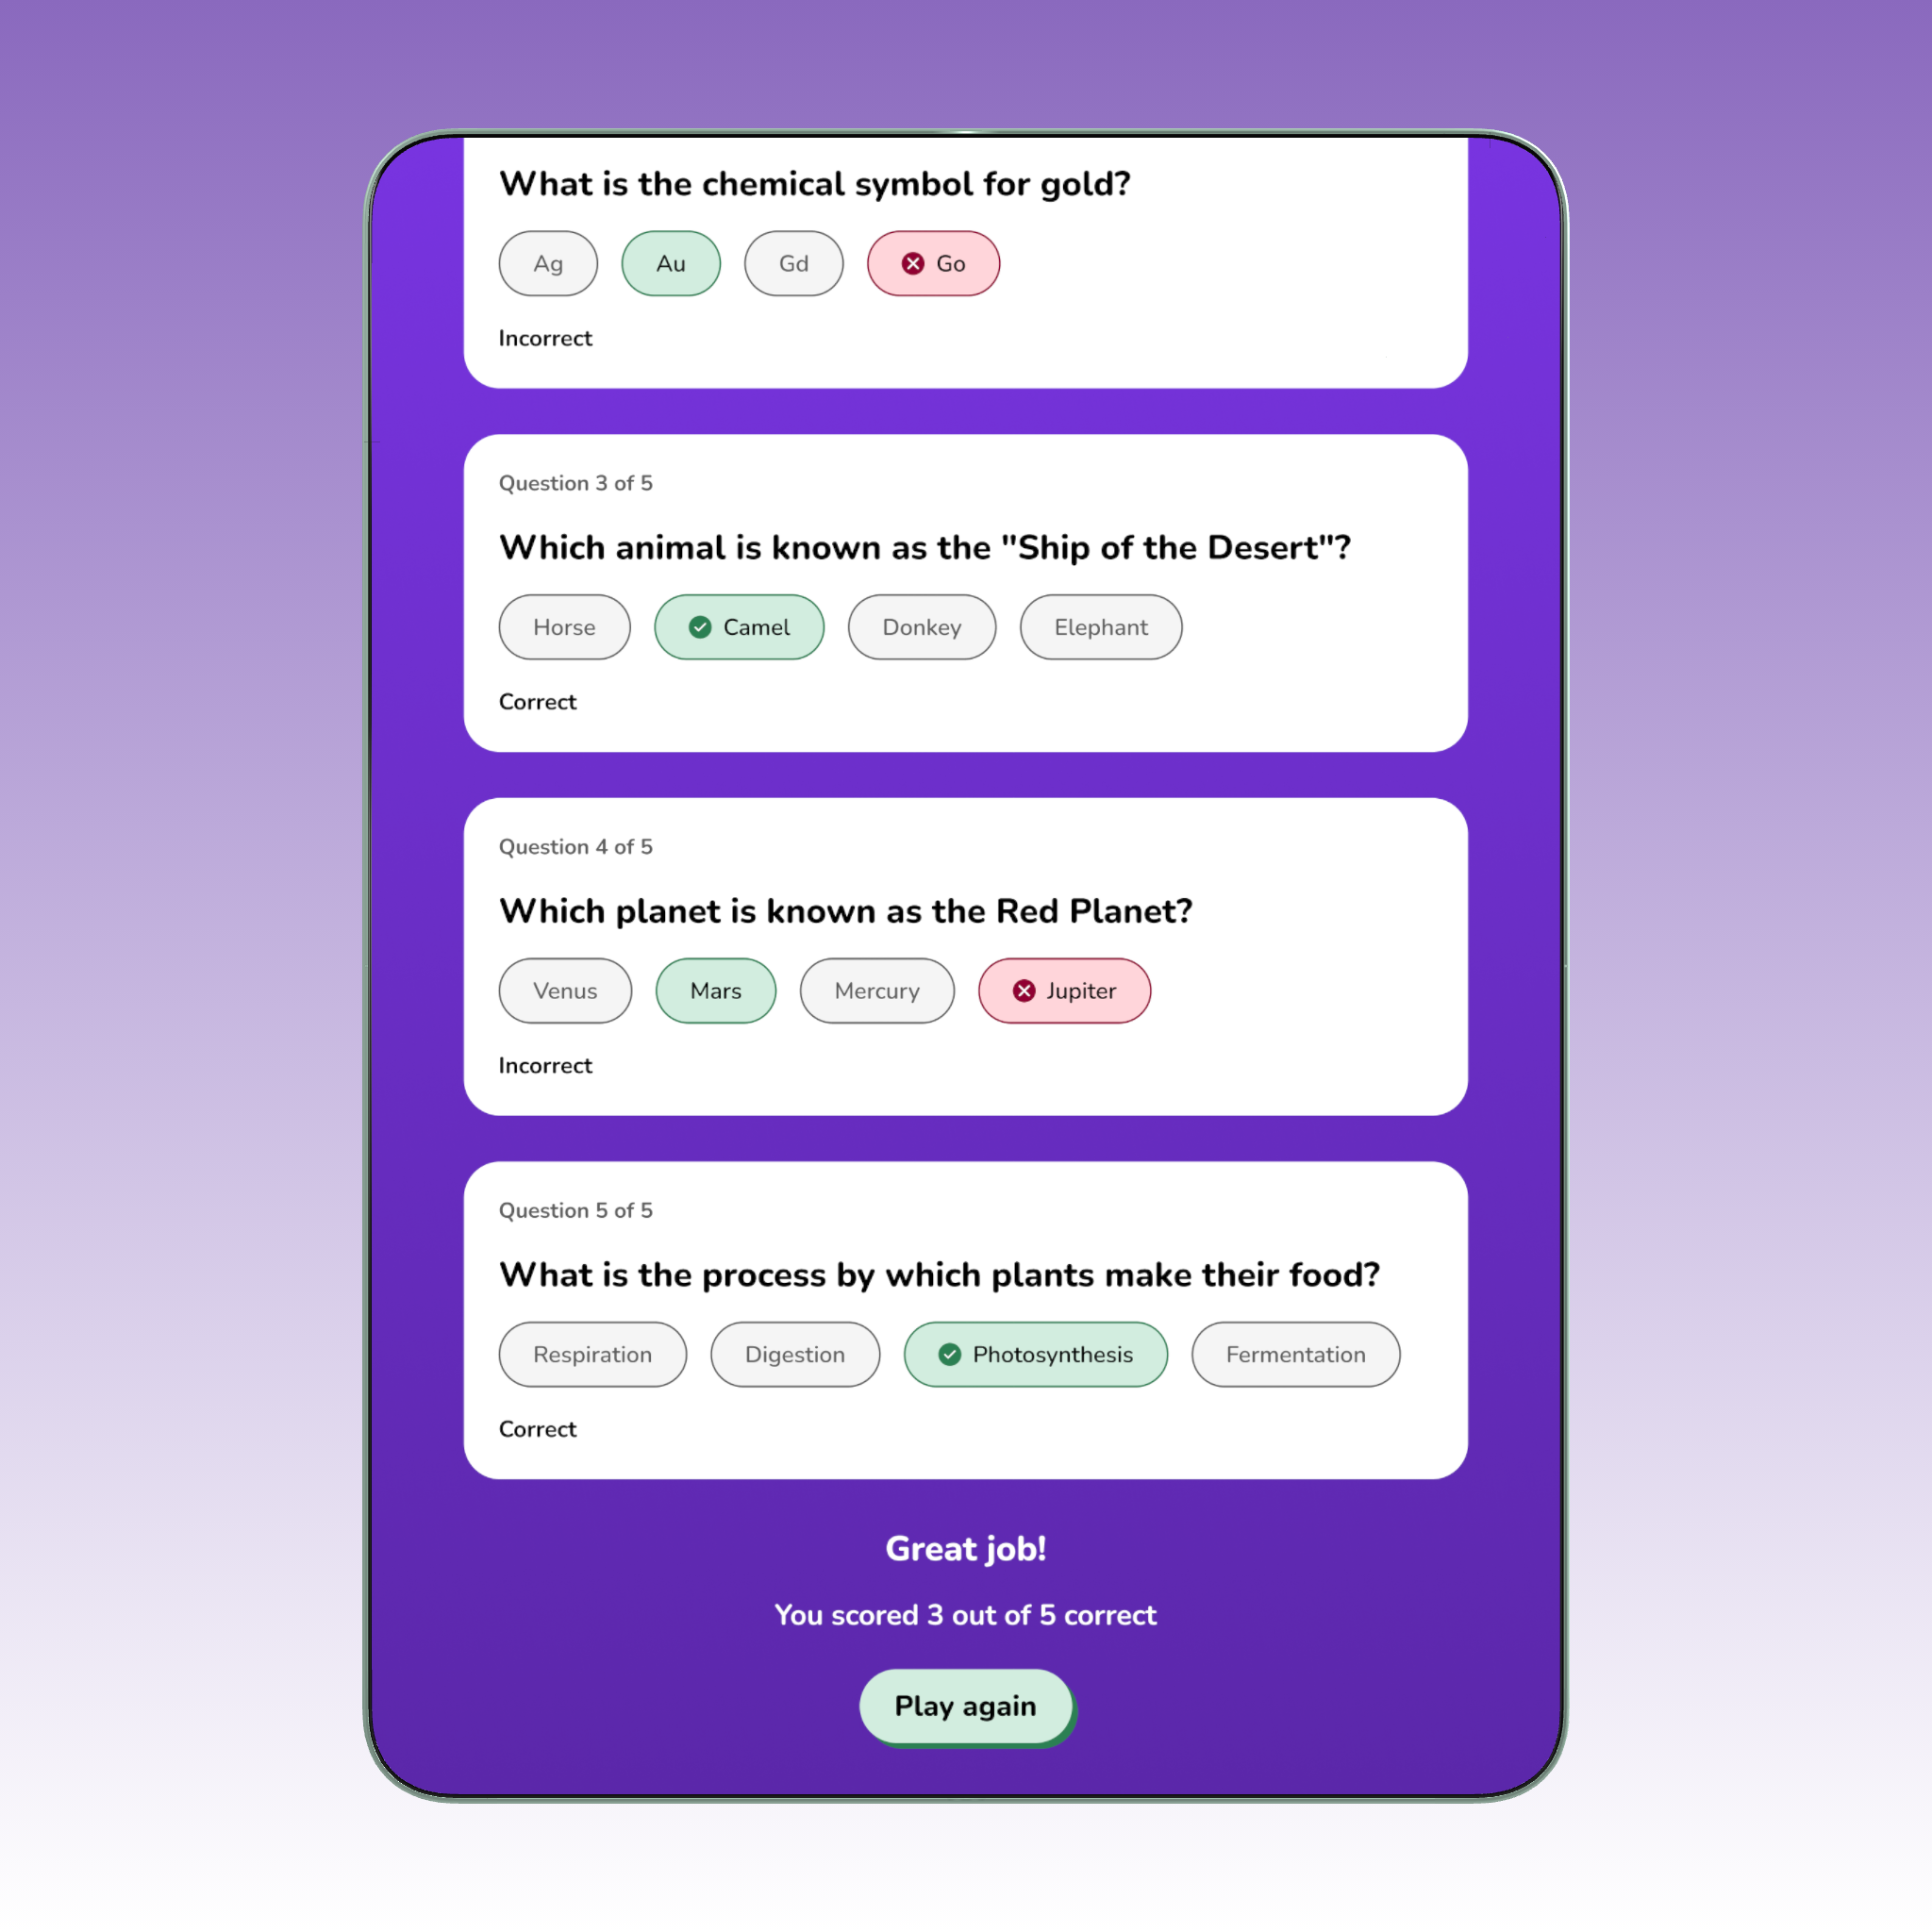 What is the chemical symbol for gold?
Ag Au Gd Go
Incorrect
Question 3 of 5
Which animal is known as the "Ship of the Desert"?
Horse Camel Donkey Elephant
Correct
Question 4 of 5
Which planet is known as the Red Planet?
Venus Mars Mercury Jupiter
Incorrect
Question 5 of 5
What is the process by which plants make their food?
Respiration Digestion Photosynthesis Fermentation
Correct
Great job!
You scored 3 out of 5 correct
Play again